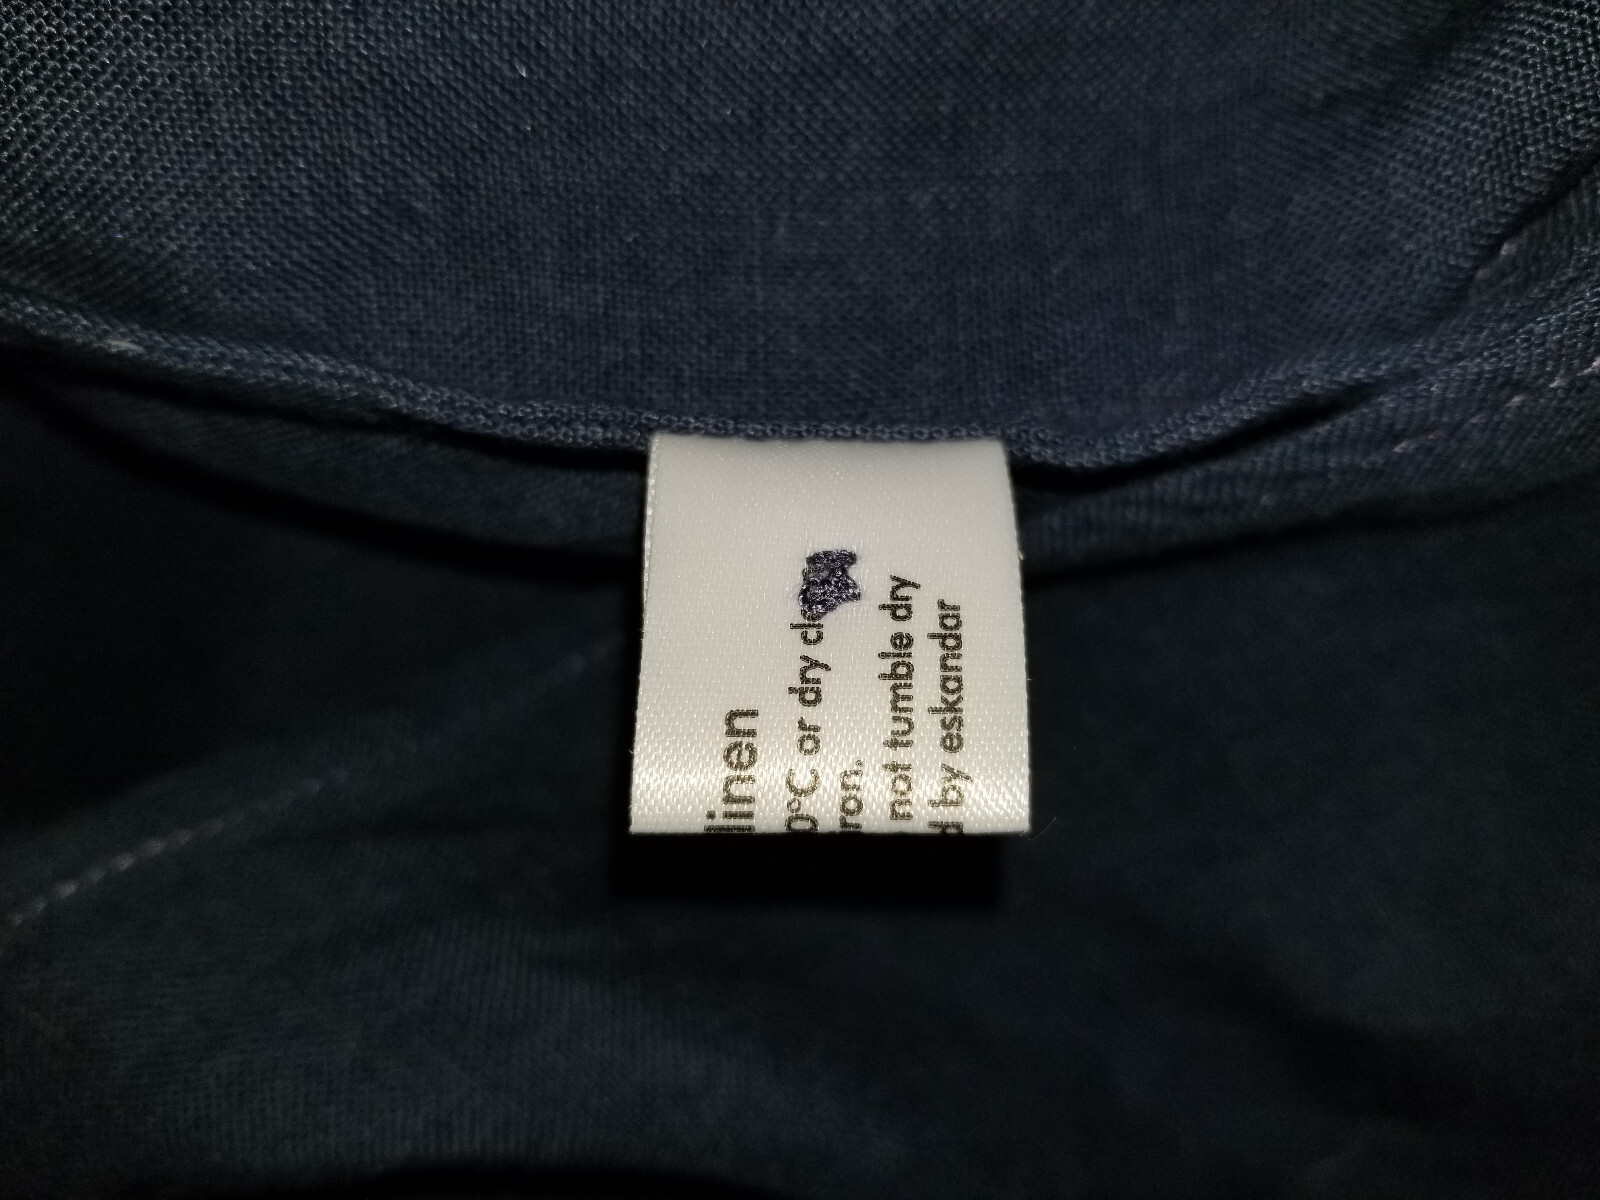 linen
0°C or dry cl
ron.
not tumble dry
d by eskandar